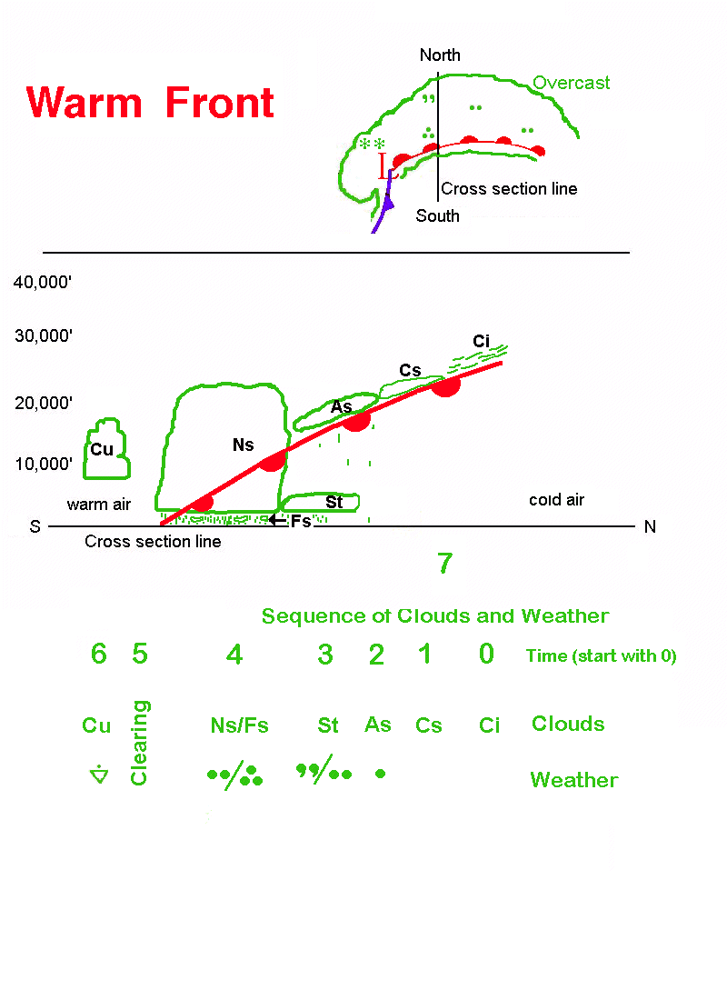 North
Overcast
Warm Front
L
Cross section line
South
40,000'
30,000'
Ci
Cs
20,000'
As
Ns
Cu
10,000'
warm air
St
cold air
S
Fs
N
Cross section line
7
Sequence of Clouds and Weather
6 5 4 3 2 1 0 Time (start with 0)
Cu Clearing Ns/Fs St As Cs Ci Clouds
Weather